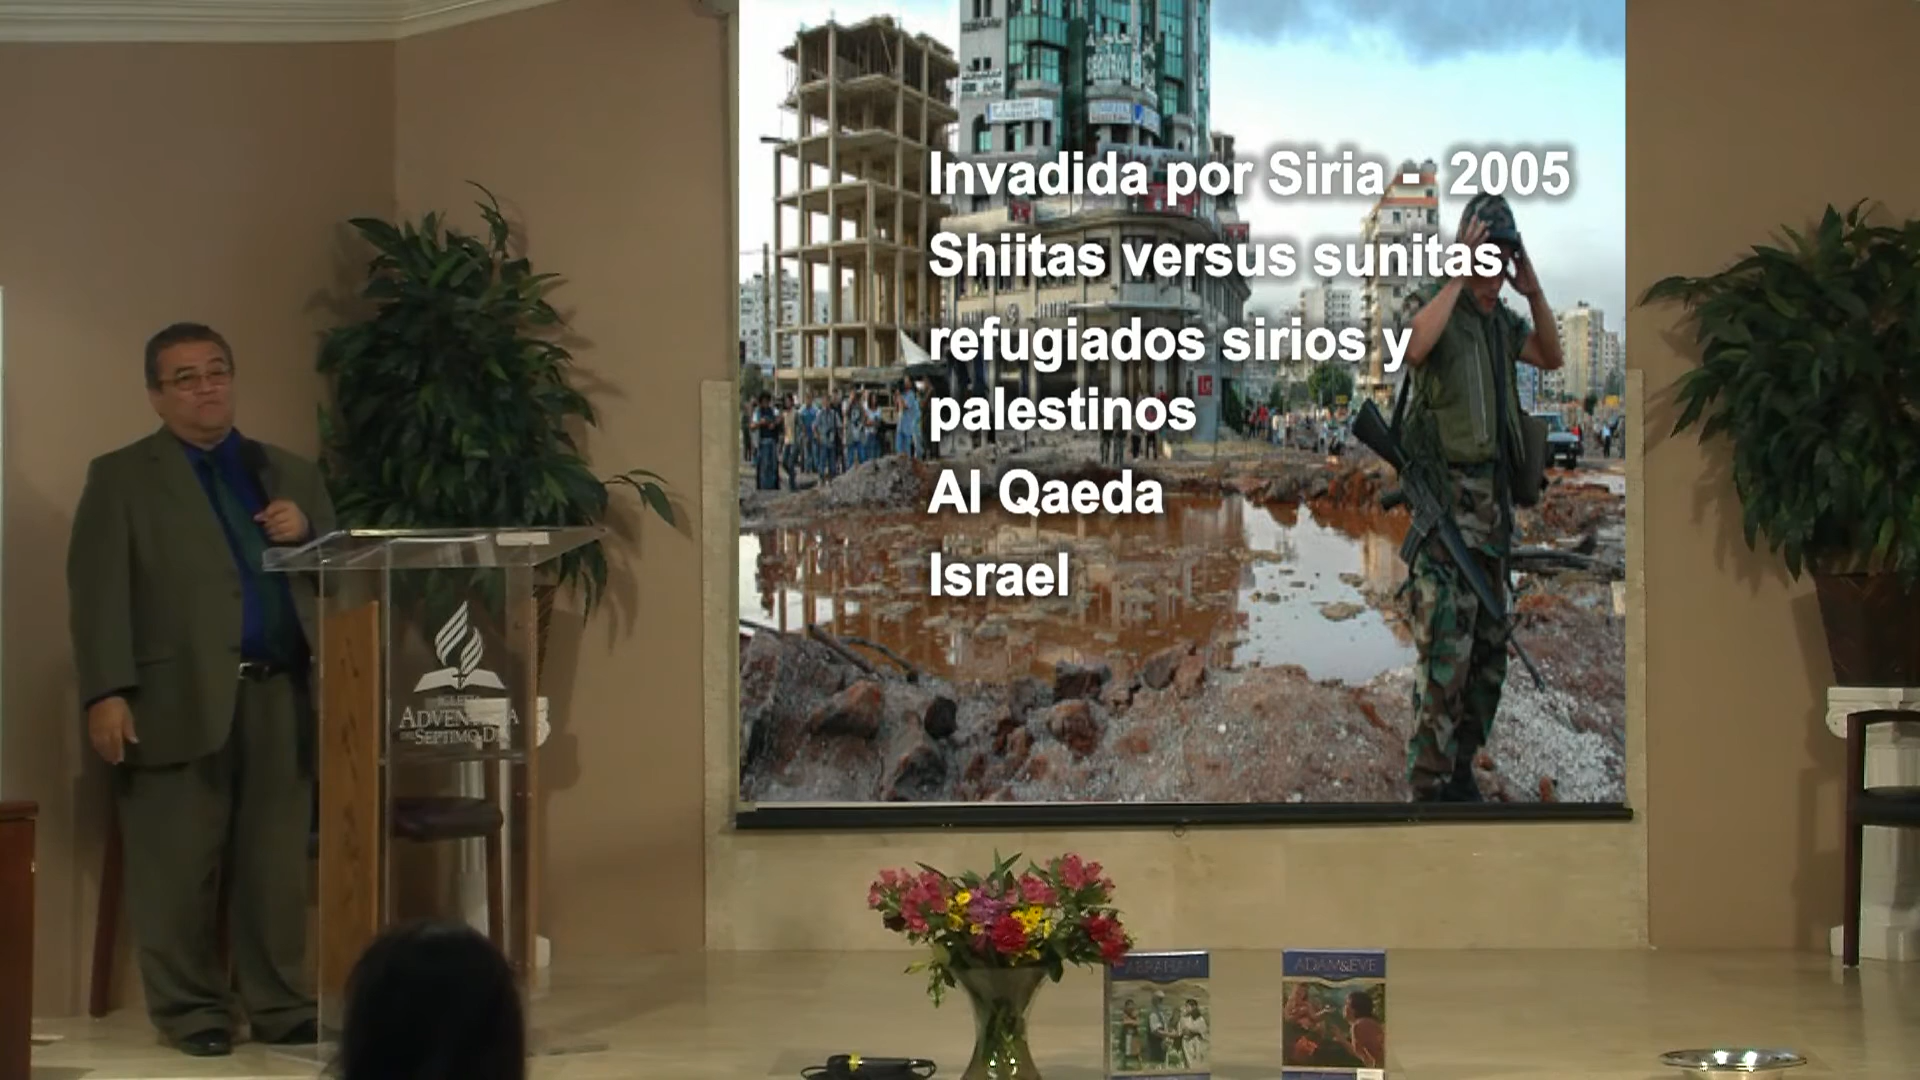 Invadida por Siria - 2005
Shiitas versus sunitas
refugiados sirios y
palestinos
Al Qaeda
Israel
IGLESIA
ADVENTISTA
DEL SEPTIMO DÍA
ABRAHAM
ADAM&EVE